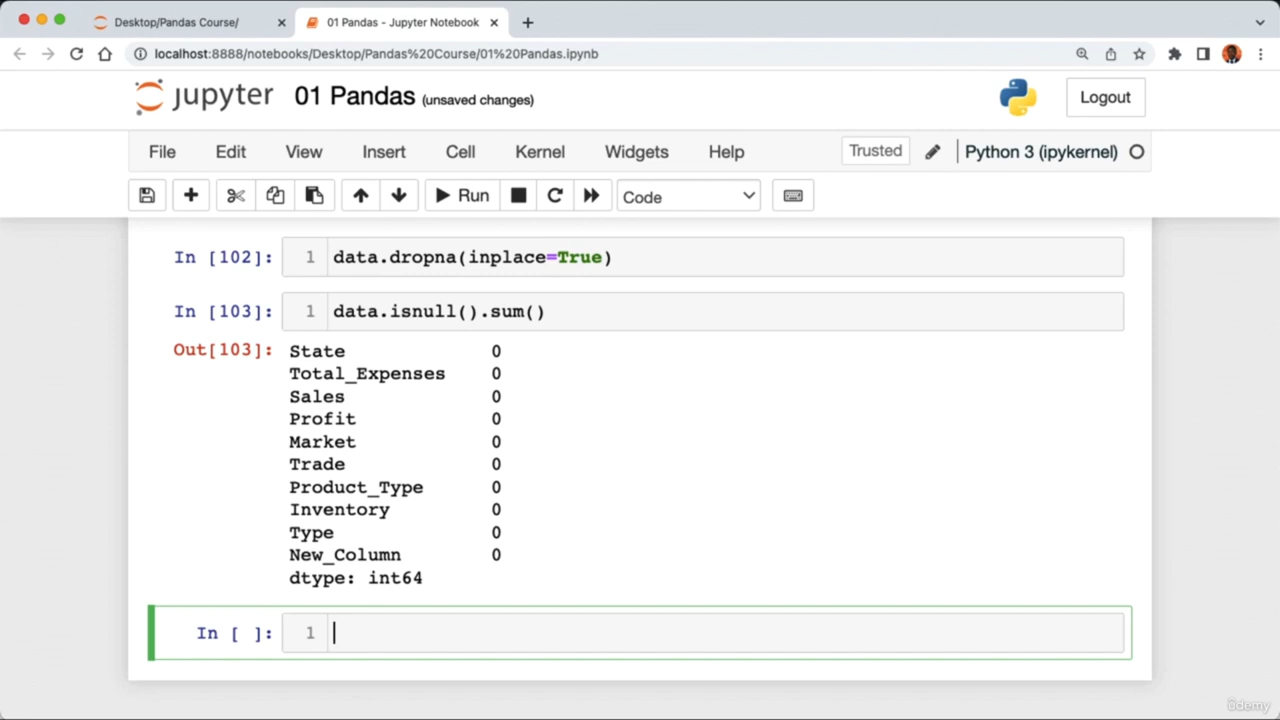 Desktop/Pandas Course/
01 Pandas - Jupyter Notebook
localhost:8888/notebooks/Desktop/Pandas%20Course/01%20Pandas.ipynb
jupyter 01 Pandas (unsaved changes)
Logout
File Edit View Insert Cell Kernel Widgets Help Trusted Python 3 (ipykernel)
Run Code
In [102]: 1 data.dropna(inplace=True)
In [103]: 1 data.isnull().sum()
Out[103]: State 0
Total_Expenses 0
Sales 0
Profit 0
Market 0
Trade 0
Product_Type 0
Inventory 0
Type 0
New_Column 0
dtype: int64
In [ ]: 1
ûdemy